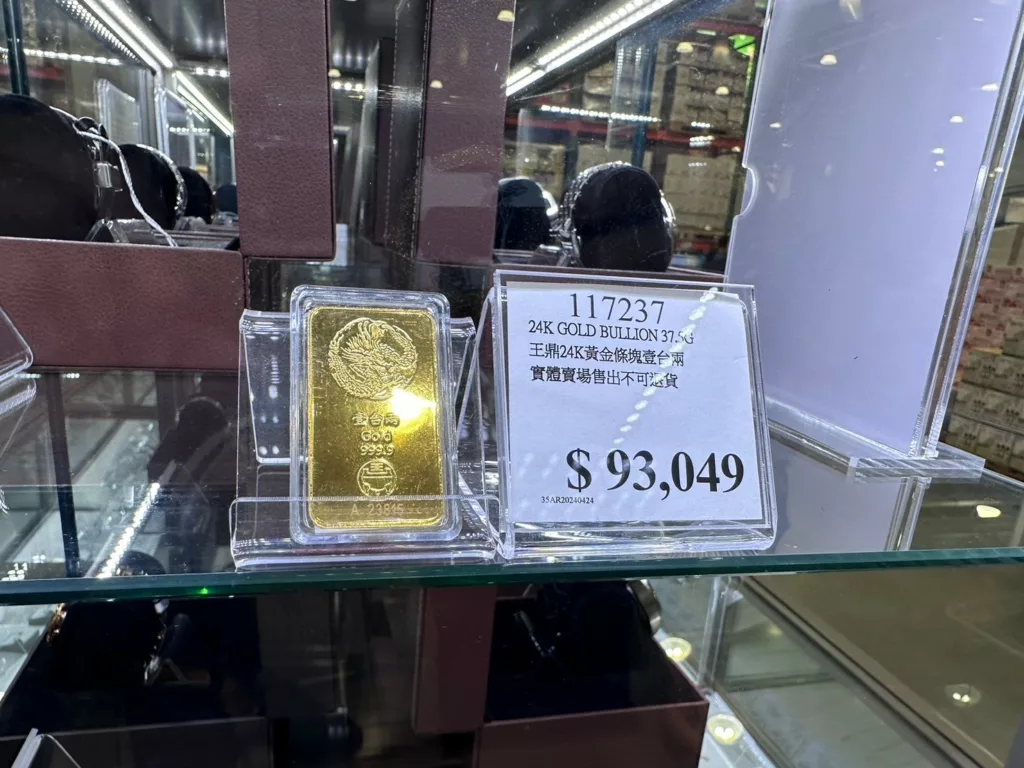 壹台兩
Gold
999.9
117237
24K GOLD BULLION 37.5G
王鼎24K黃金條塊壹台兩
實體賣場售出不可退貨
$ 93,049
35AR20240424